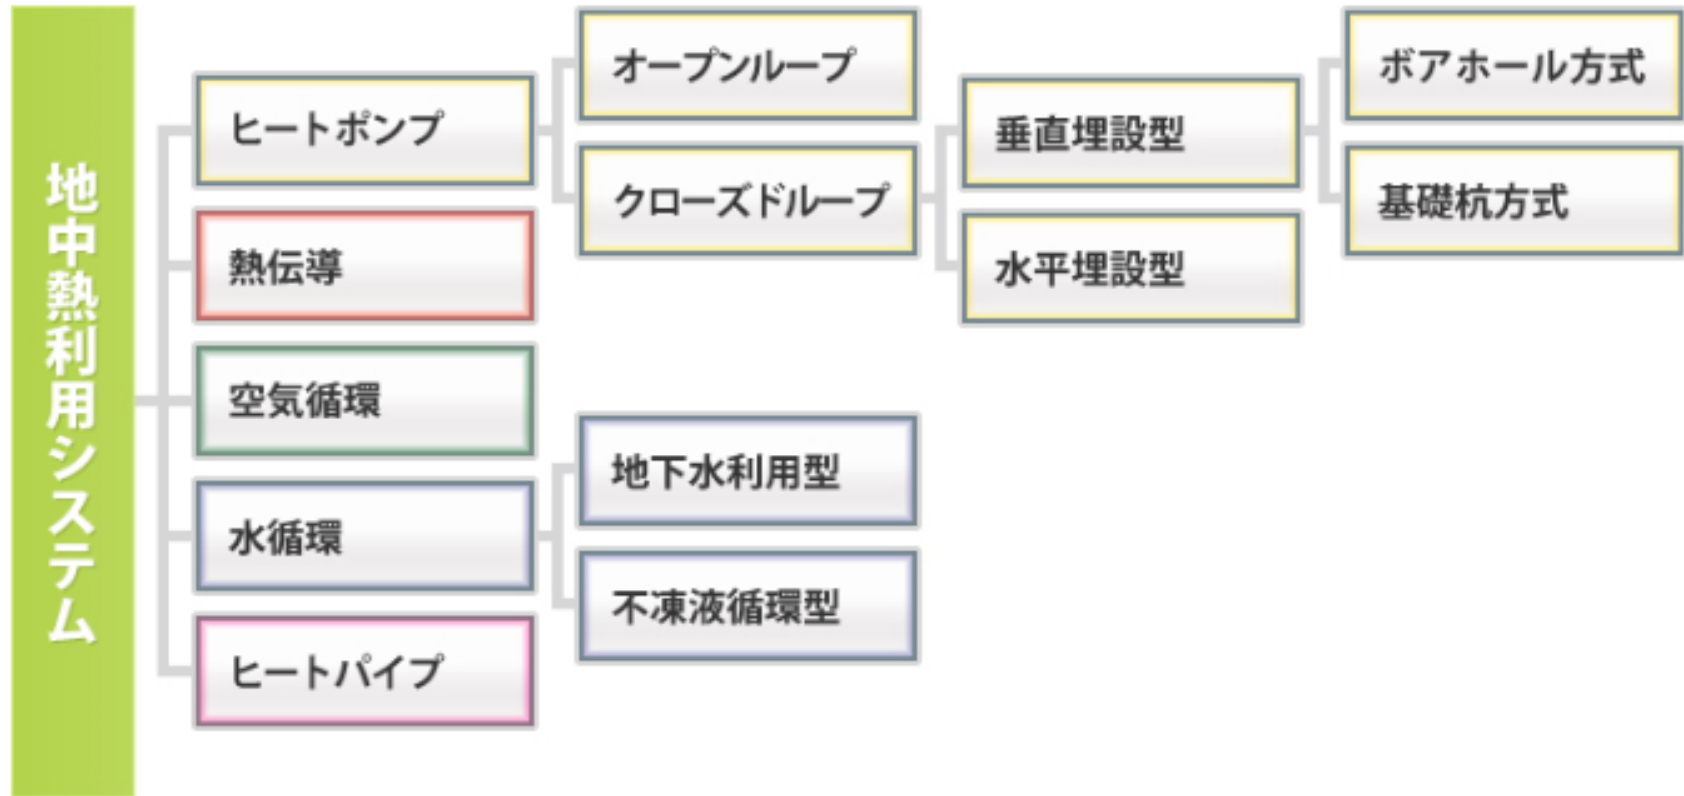 地中熱利用システム
ヒートポンプ
オープンループ
クローズドループ
垂直埋設型
水平埋設型
ボアホール方式
基礎杭方式
熱伝導
空気循環
水循環
地下水利用型
不凍液循環型
ヒートパイプ